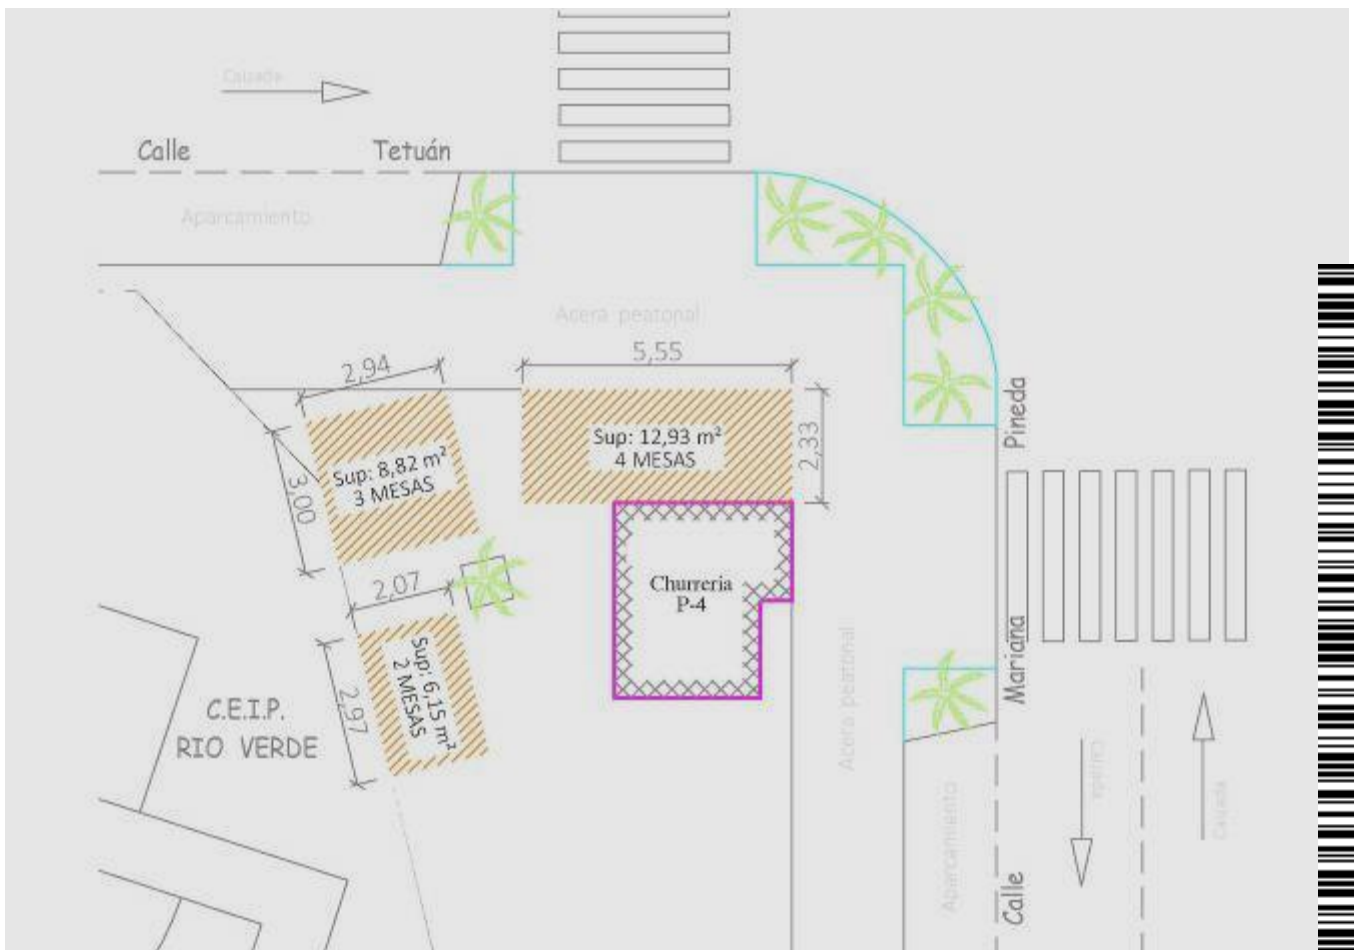 Calzada
Calle Tetuán
Aparcamiento
Acera peatonal
2,94
5,55
Sup: 12,93 m²
4 MESAS
2,33
Sup: 8,82 m²
3 MESAS
3,00
2,07
Sup: 6,15 m²
2 MESAS
2,97
Churreria
P-4
C.E.I.P.
RIO VERDE
Acera peatonal
Aparcamiento
Calle Mariana Pineda
Calzada
Calzada